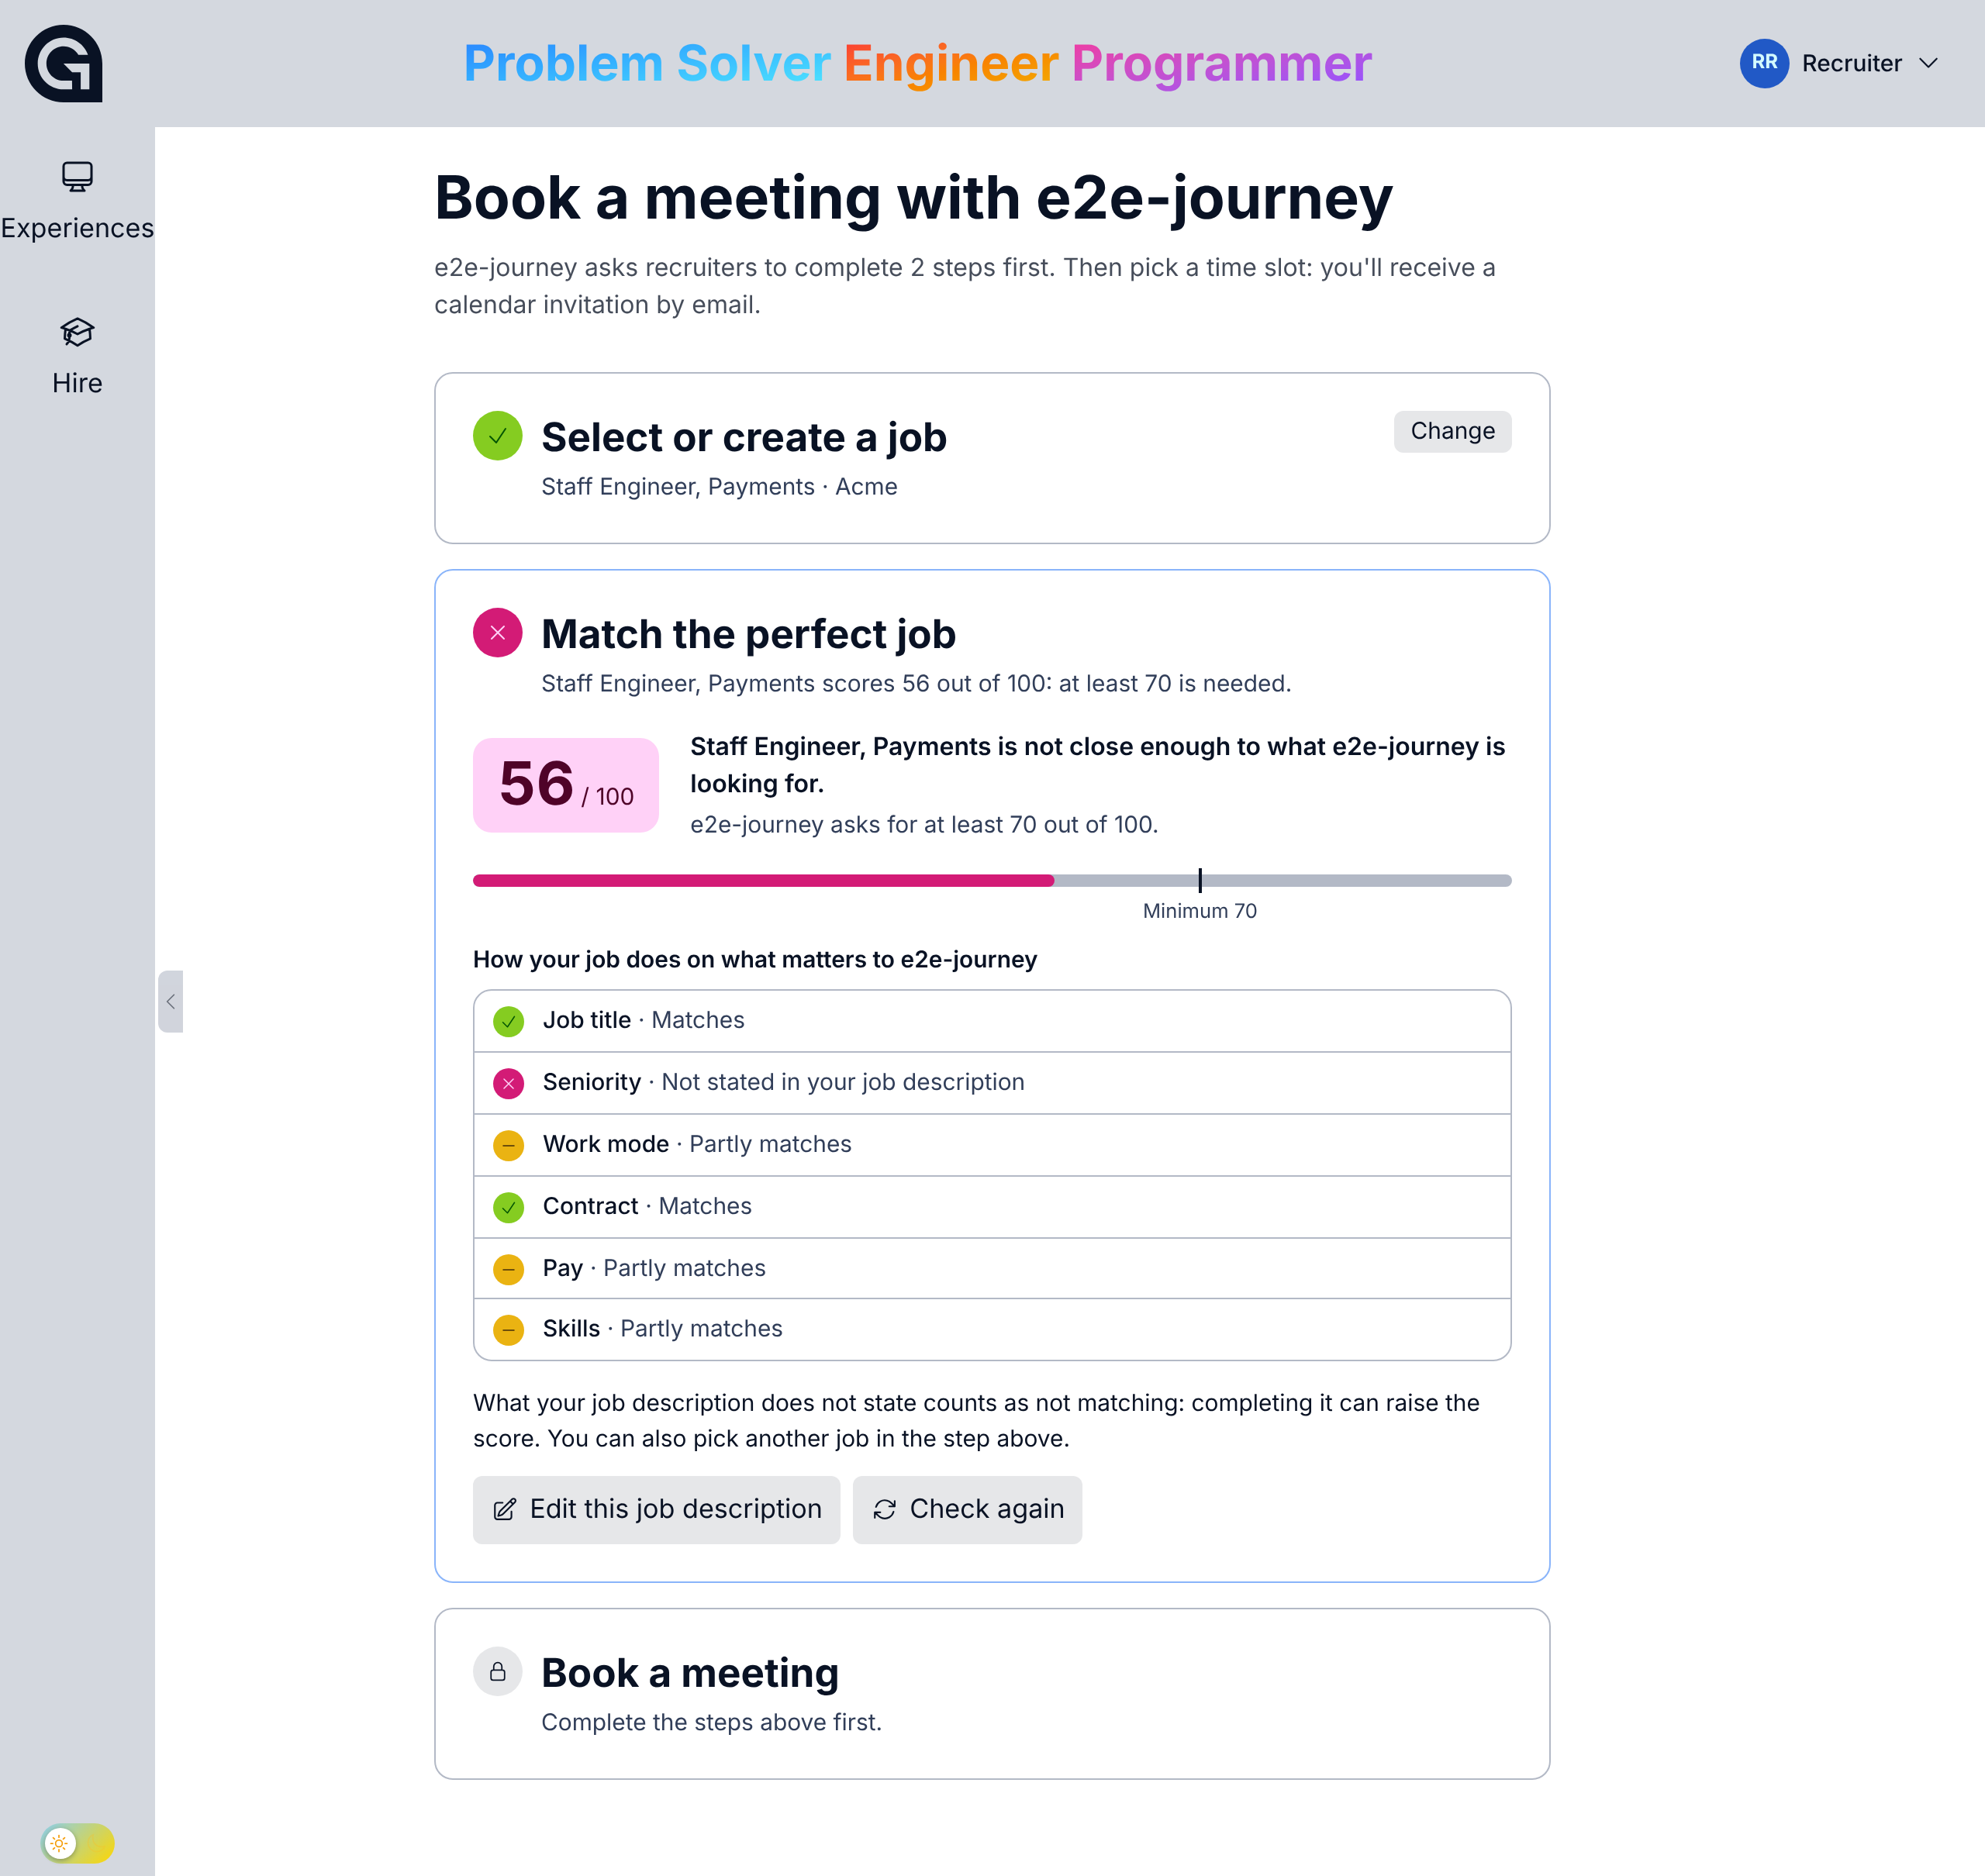 Problem Solver Engineer Programmer
RR Recruiter
Experiences
Hire
Book a meeting with e2e-journey
e2e-journey asks recruiters to complete 2 steps first. Then pick a time slot: you'll receive a
calendar invitation by email.
Select or create a job
Change
Staff Engineer, Payments · Acme
Match the perfect job
Staff Engineer, Payments scores 56 out of 100: at least 70 is needed.
56 / 100
Staff Engineer, Payments is not close enough to what e2e-journey is
looking for.
e2e-journey asks for at least 70 out of 100.
Minimum 70
How your job does on what matters to e2e-journey
Job title · Matches
Seniority · Not stated in your job description
Work mode · Partly matches
Contract · Matches
Pay · Partly matches
Skills · Partly matches
What your job description does not state counts as not matching: completing it can raise the
score. You can also pick another job in the step above.
Edit this job description
Check again
Book a meeting
Complete the steps above first.